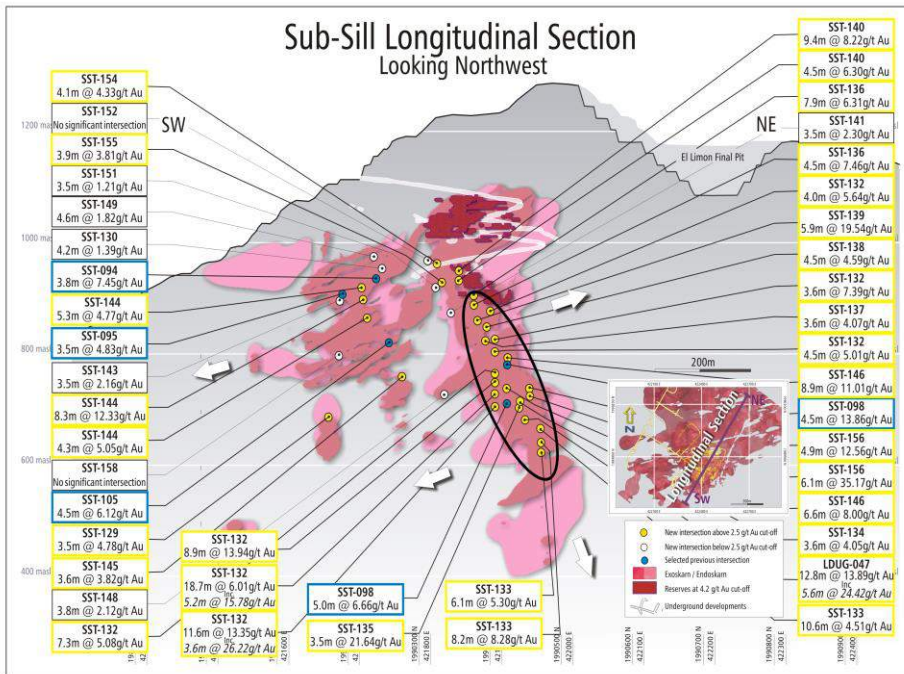 Sub-Sill Longitudinal Section
Looking Northwest
SW
NE
El Limon Final Pit
1200 mas
1000 masl
800 masl
600 masl
400 masl
SST-154
4.1m @ 4.33g/t Au
SST-152
No significant intersection
SST-155
3.9m @ 3.81g/t Au
SST-151
3.5m @ 1.21g/t Au
SST-149
4.6m @ 1.82g/t Au
SST-130
4.2m @ 1.39g/t Au
SST-094
3.8m @ 7.45g/t Au
SST-144
5.3m @ 4.77g/t Au
SST-095
3.5m @ 4.83g/t Au
SST-143
3.5m @ 2.16g/t Au
SST-144
8.3m @ 12.33g/t Au
SST-144
4.3m @ 5.05g/t Au
SST-158
No significant intersection
SST-105
4.5m @ 6.12g/t Au
SST-129
3.5m @ 4.78g/t Au
SST-145
3.6m @ 3.82g/t Au
SST-148
3.8m @ 2.12g/t Au
SST-132
7.3m @ 5.08g/t Au
SST-132
8.9m @ 13.94g/t Au
SST-132
18.7m @ 6.01g/t Au
Inc
5.2m @ 15.78g/t Au
SST-132
11.6m @ 13.35g/t Au
Inc
3.6m @ 26.22g/t Au
SST-098
5.0m @ 6.66g/t Au
SST-135
3.5m @ 21.64g/t Au
SST-133
6.1m @ 5.30g/t Au
SST-133
8.2m @ 8.28g/t Au
SST-140
9.4m @ 8.22g/t Au
SST-140
4.5m @ 6.30g/t Au
SST-136
7.9m @ 6.31g/t Au
SST-141
3.5m @ 2.30g/t Au
SST-136
4.5m @ 7.46g/t Au
SST-132
4.0m @ 5.64g/t Au
SST-139
5.9m @ 19.54g/t Au
SST-138
4.5m @ 4.59g/t Au
SST-132
3.6m @ 7.39g/t Au
SST-137
3.6m @ 4.07g/t Au
SST-132
4.5m @ 5.01g/t Au
SST-146
8.9m @ 11.01g/t Au
SST-098
4.5m @ 13.86g/t Au
SST-156
4.9m @ 12.56g/t Au
SST-156
6.1m @ 35.17g/t Au
SST-146
6.6m @ 8.00g/t Au
SST-134
3.6m @ 4.05g/t Au
LDUG-047
12.8m @ 13.89g/t Au
Inc
5.6m @ 24.42g/t Au
SST-133
10.6m @ 4.51g/t Au
200m
N
NE
Longitudinal Section
SW
New intersection above 2.5 g/t Au cut-off
New intersection below 2.5 g/t Au cut-off
Selected previous intersection
Exoskarn / Endoskarn
Reserves at 4.2 g/t Au cut-off
Underground developments
421600 E
1990300 N
421800 E
1990500 N
422000 E
1990600 N
422100 E
1990700 N
422200 E
1990800 N
422300 E
422400 E